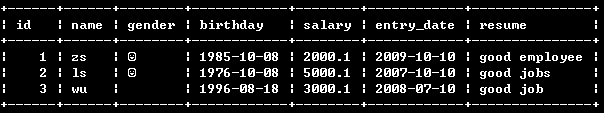 id | name | gender | birthday | salary | entry_date | resume
1 | zs | ☺ | 1985-10-08 | 2000.1 | 2009-10-10 | good employee
2 | ls | ☺ | 1976-10-08 | 5000.1 | 2007-10-10 | good jobs
3 | wu | | 1996-08-18 | 3000.1 | 2008-07-10 | good job